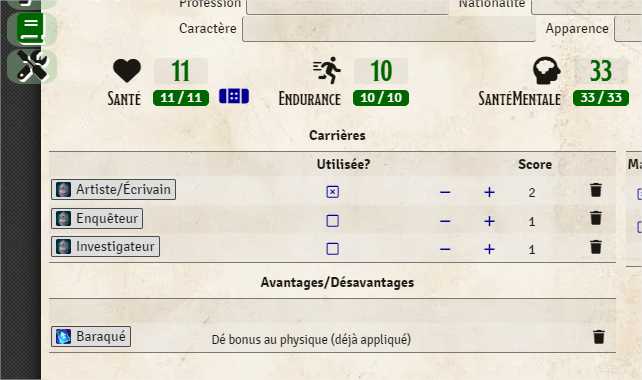 Profession
Nationalité
Caractère
Apparence
11
10
33
Santé 11 / 11
Endurance 10 / 10
SantéMentale 33 / 33
Carrières
Utilisée? Score
Artiste/Écrivain − + 2
Enquêteur − + 1
Investigateur − + 1
Avantages/Désavantages
Baraqué Dé bonus au physique (déjà appliqué)